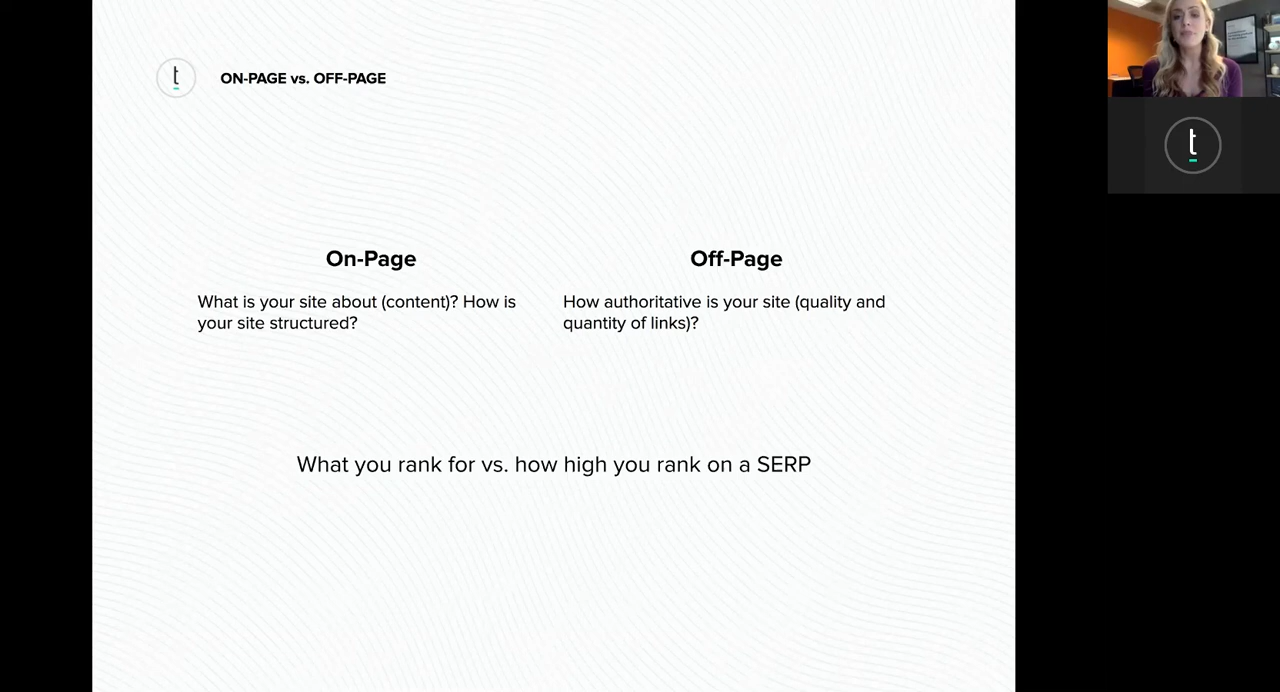 t
ON-PAGE vs. OFF-PAGE
On-Page
What is your site about (content)? How is
your site structured?
Off-Page
How authoritative is your site (quality and
quantity of links)?
What you rank for vs. how high you rank on a SERP
t